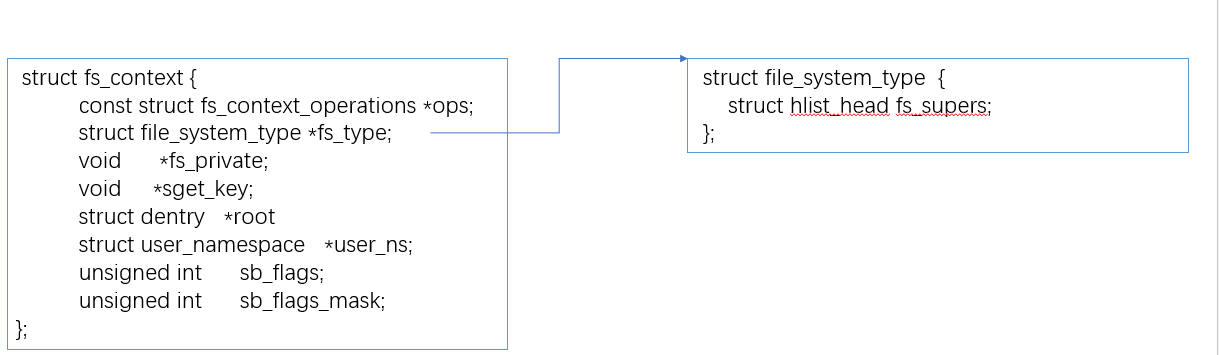 struct fs_context {
const struct fs_context_operations *ops;
struct file_system_type *fs_type;
void *fs_private;
void *sget_key;
struct dentry *root
struct user_namespace *user_ns;
unsigned int sb_flags;
unsigned int sb_flags_mask;
};
struct file_system_type {
struct hlist_head fs_supers;
};